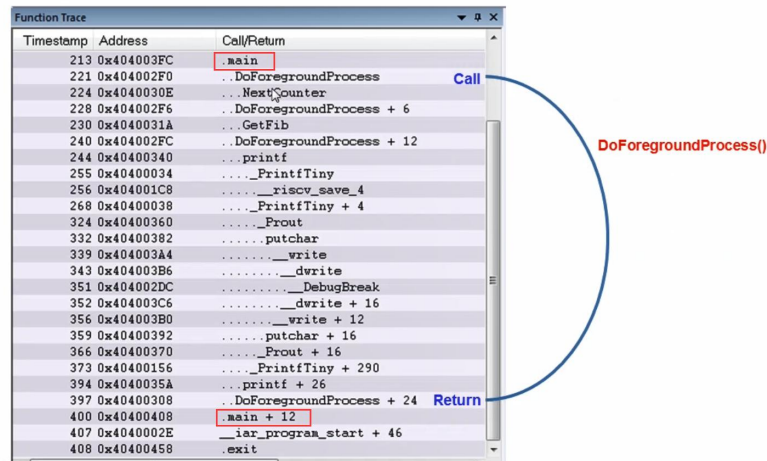 Function Trace
Timestamp Address Call/Return
213 0x404003FC .main
221 0x404002F0 ..DoForegroundProcess
224 0x4040030E ...NextCounter
228 0x404002F6 ..DoForegroundProcess + 6
230 0x4040031A ...GetFib
240 0x404002FC ..DoForegroundProcess + 12
244 0x40400340 ...printf
255 0x40400034 ...._PrintfTiny
256 0x404001C8 .....__riscv_save_4
268 0x40400038 ...._PrintfTiny + 4
324 0x40400360 ....._Prout
332 0x40400382 ......putchar
339 0x404003A4 .......__write
343 0x404003B6 ........__dwrite
351 0x404002DC .........__DebugBreak
352 0x404003C6 ........__dwrite + 16
356 0x404003B0 .......__write + 12
359 0x40400392 ......putchar + 16
366 0x40400370 ....._Prout + 16
373 0x40400156 ...._PrintfTiny + 290
394 0x4040035A ...printf + 26
397 0x40400308 ..DoForegroundProcess + 24
400 0x40400408 .main + 12
407 0x4040002E __iar_program_start + 46
408 0x40400458 .exit
Call
DoForegroundProcess()
Return